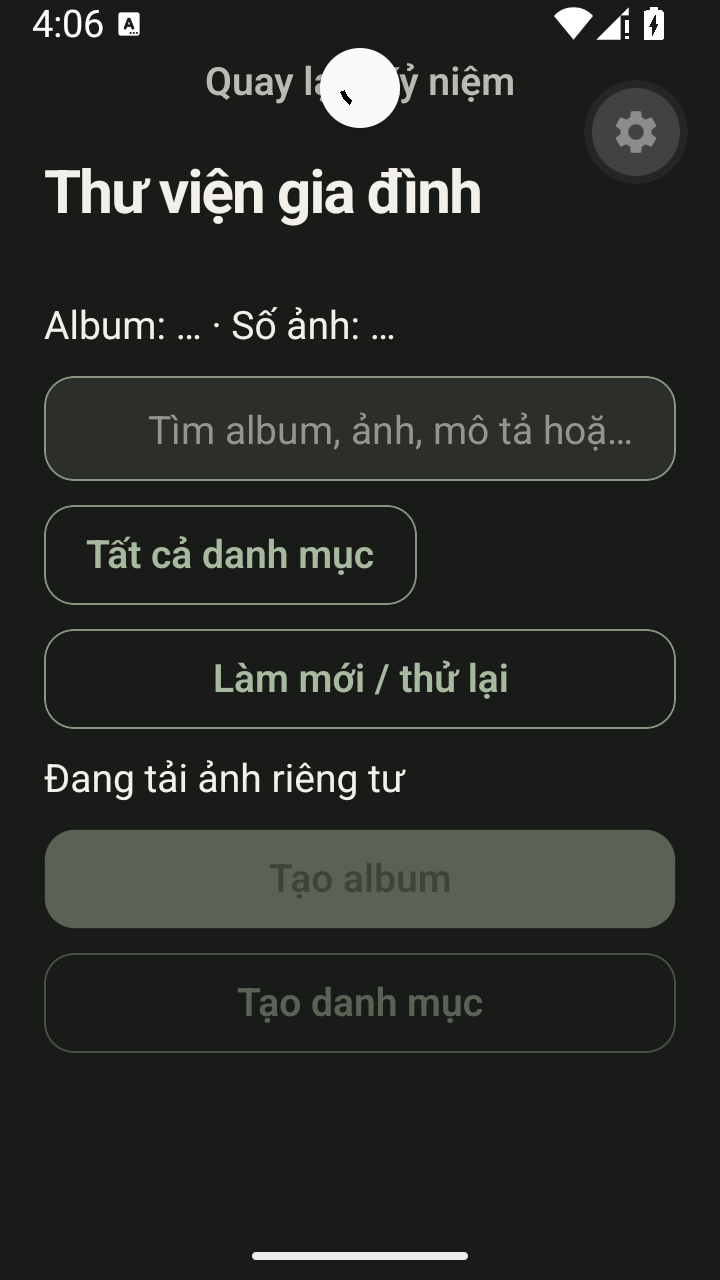 4:06
Quay niệm
Thư viện gia đình
Album: … · Số ảnh: …
Tìm album, ảnh, mô tả hoặ…
Tất cả danh mục
Làm mới / thử lại
Đang tải ảnh riêng tư
Tạo album
Tạo danh mục